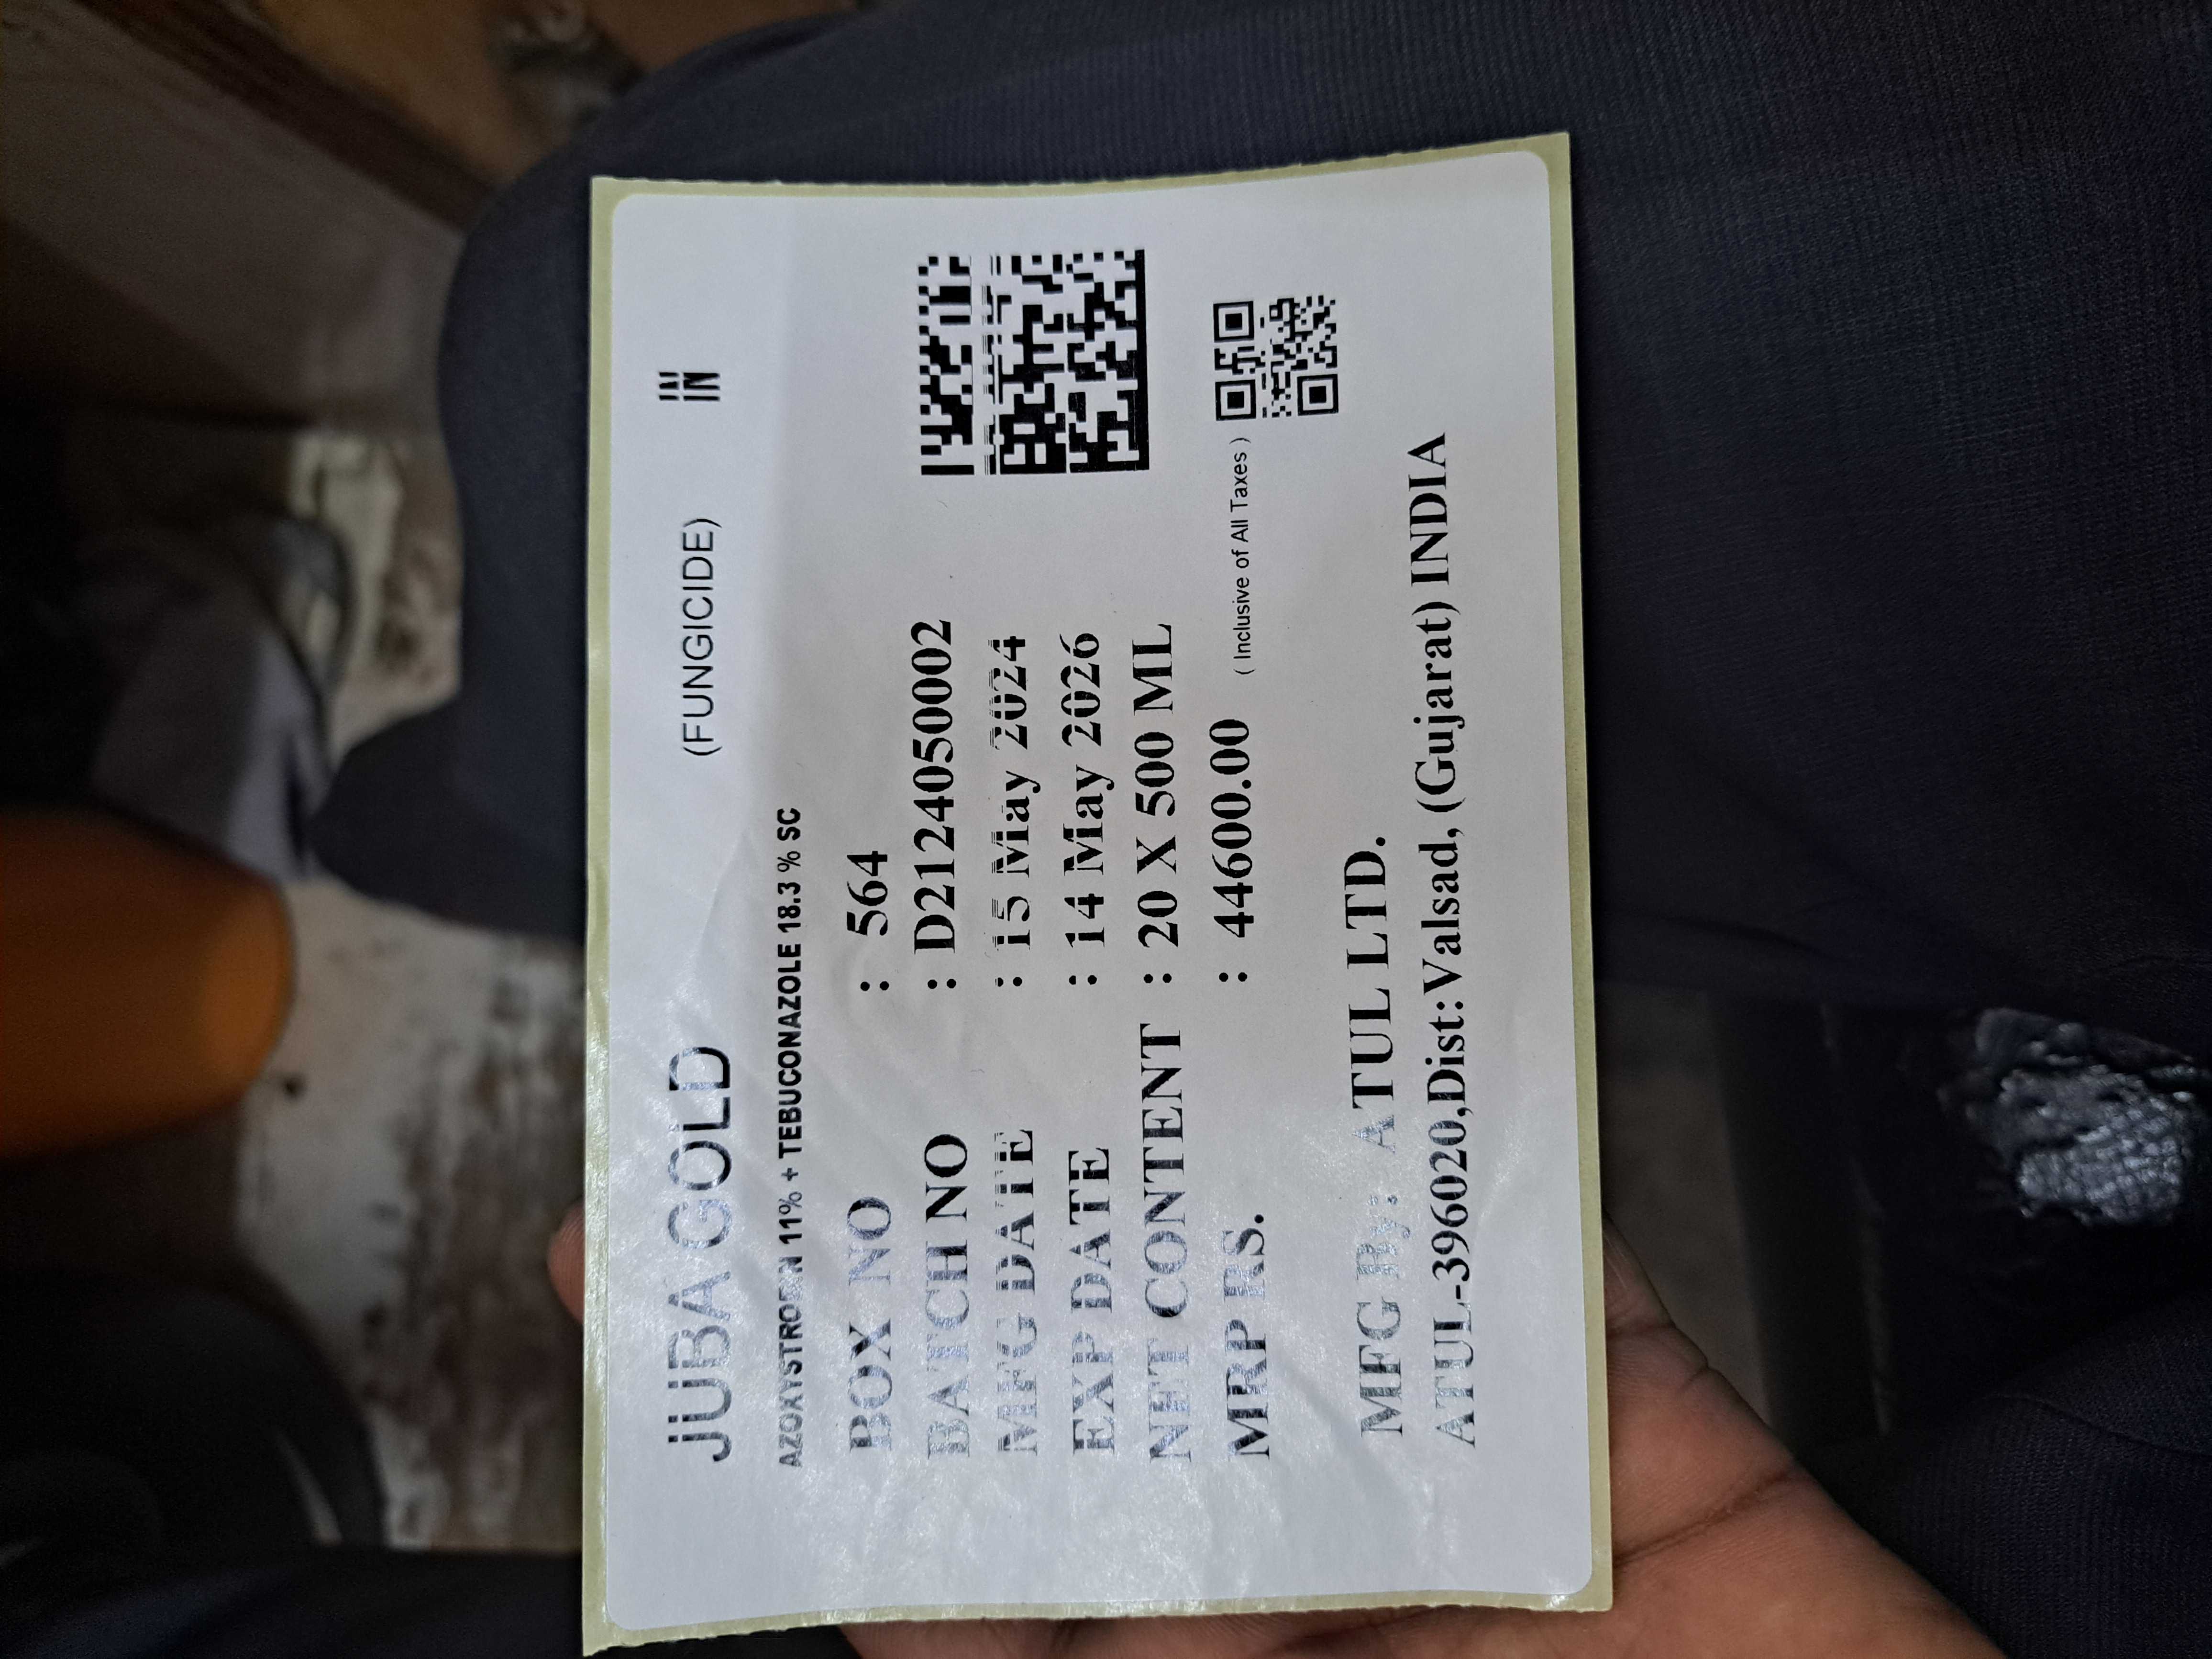 JUBA GOLD (FUNGICIDE) IN
AZOXYSTROBIN 11% + TEBUCONAZOLE 18.3 % SC
BOX NO : 564
BATCH NO : D2124050002
MFG DATE : 15 May 2024
EXP DATE : 14 May 2026
NET CONTENT : 20 X 500 ML
MRP RS. : 44600.00 ( Inclusive of All Taxes )
MFG By: ATUL LTD.
ATUL-396020,Dist:Valsad, (Gujarat) INDIA